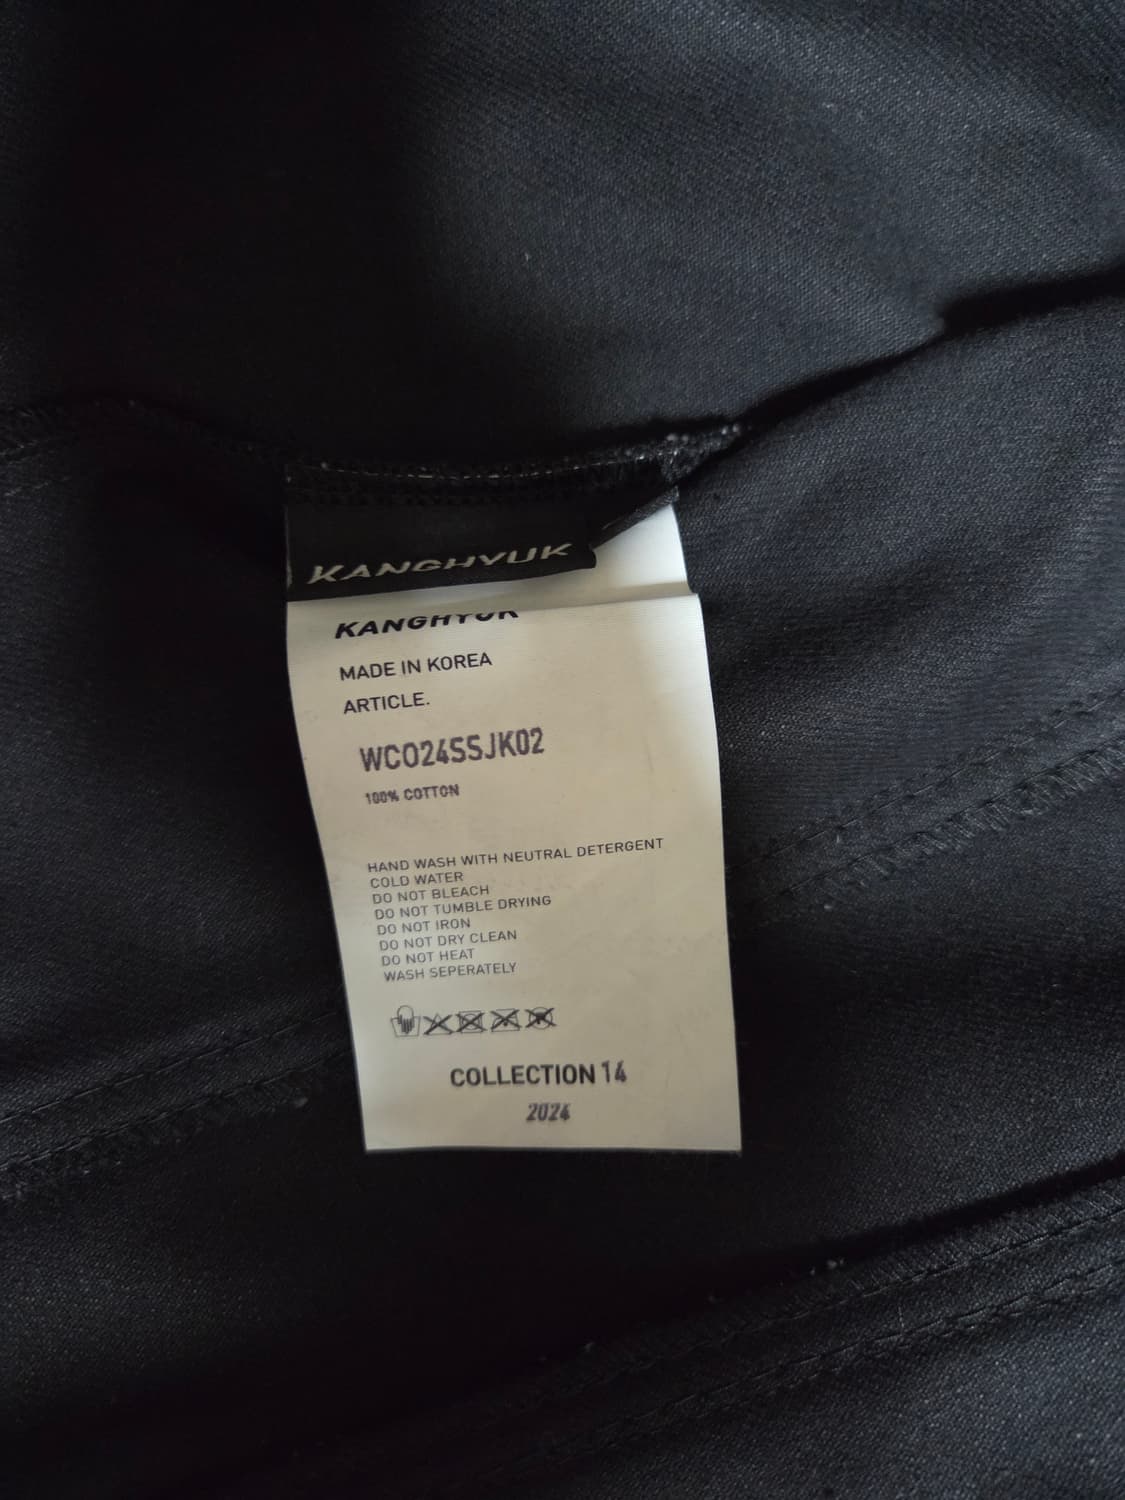 KANGHYUK
KANGHYUK
MADE IN KOREA
ARTICLE.
WCO24SSJK02
100% COTTON
HAND WASH WITH NEUTRAL DETERGENT
COLD WATER
DO NOT BLEACH
DO NOT TUMBLE DRYING
DO NOT IRON
DO NOT DRY CLEAN
DO NOT HEAT
WASH SEPERATELY
COLLECTION 14
2024